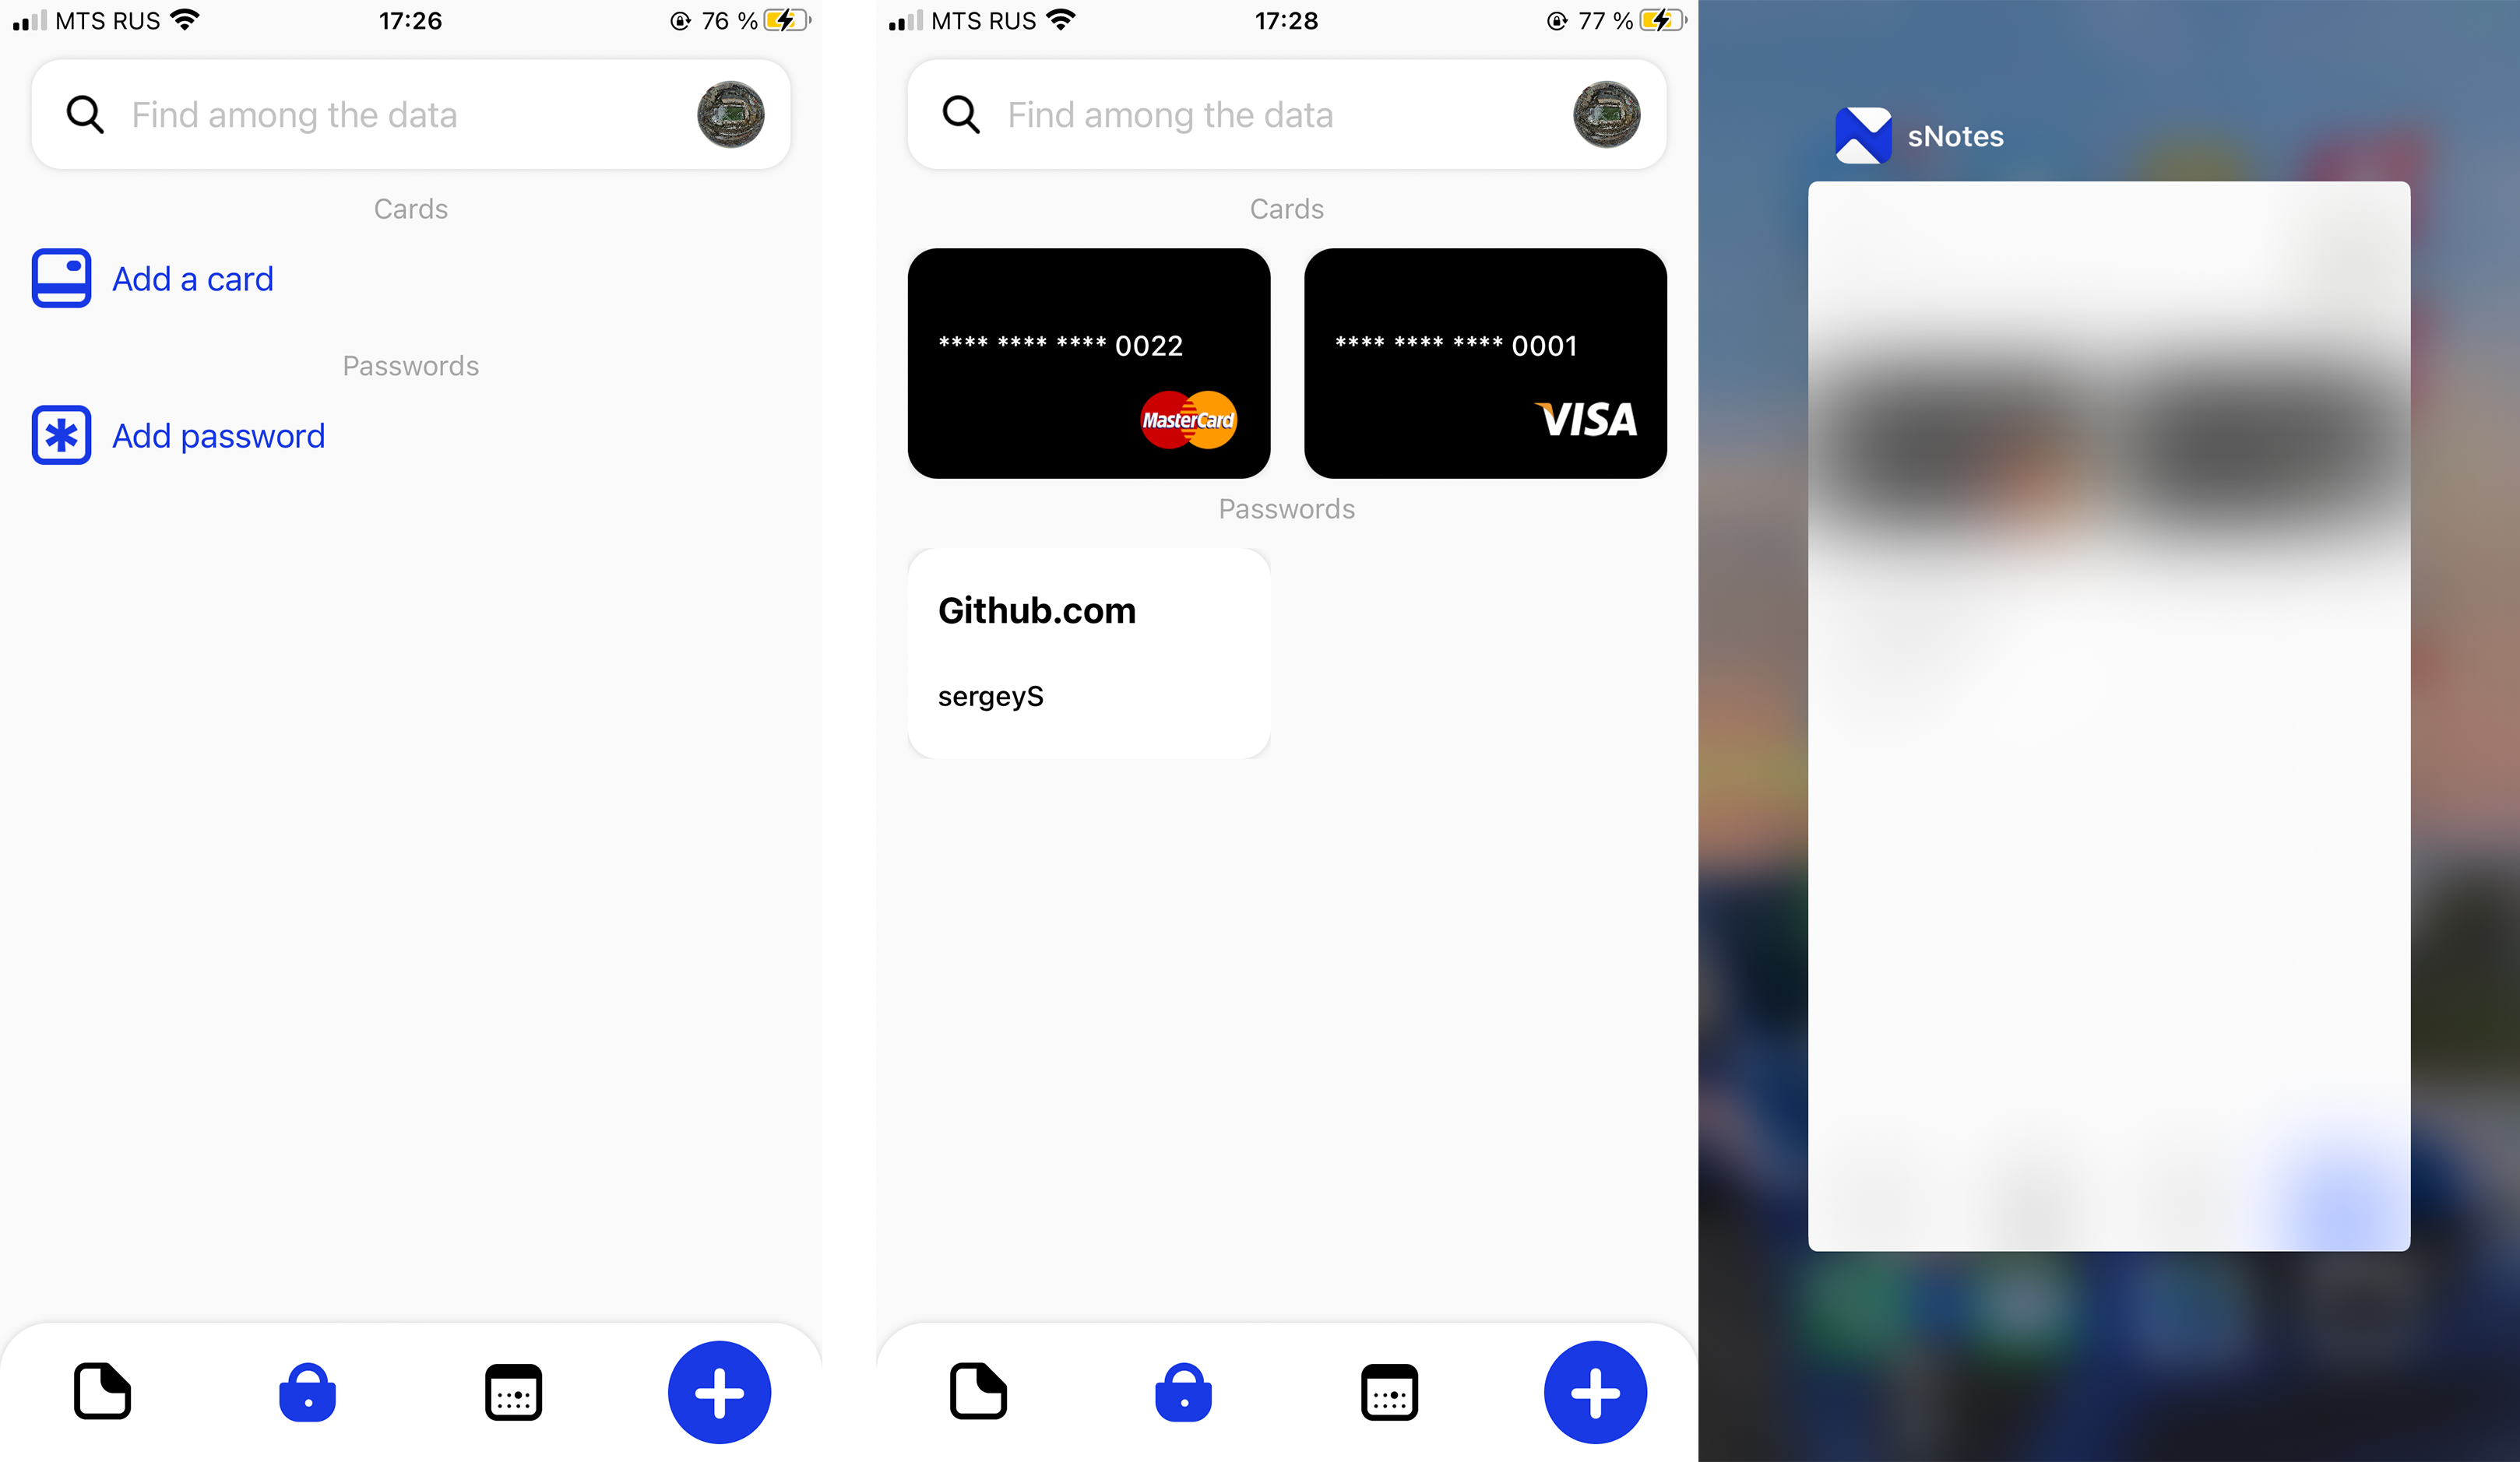 MTS RUS 17:26 76 %
Find among the data
Cards
Add a card
Passwords
Add password
MTS RUS 17:28 77 %
Find among the data
Cards
**** **** **** 0022
MasterCard
**** **** **** 0001
VISA
Passwords
Github.com
sergeyS
sNotes